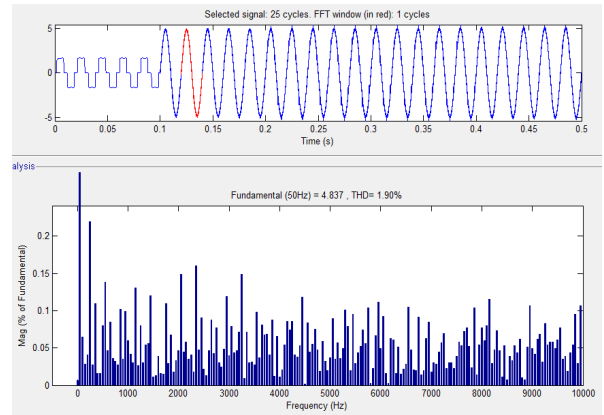 Selected signal: 25 cycles. FFT window (in red): 1 cycles
5
0
-5
0 0.05 0.1 0.15 0.2 0.25 0.3 0.35 0.4 0.45 0.5
Time (s)
alysis
Fundamental (50Hz) = 4.837 , THD= 1.90%
Mag (% of Fundamental)
0.2
0.15
0.1
0.05
0
0 1000 2000 3000 4000 5000 6000 7000 8000 9000 10000
Frequency (Hz)